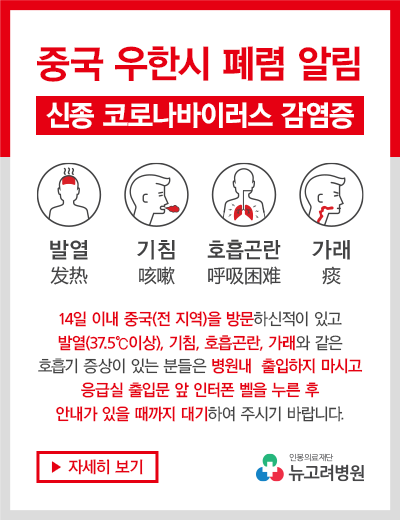 중국 우한시 폐렴 알림
신종 코로나바이러스 감염증
발열 기침 호흡곤란 가래
发热 咳嗽 呼吸困难 痰
14일 이내 중국(전 지역)을 방문하신적이 있고
발열(37.5℃이상), 기침, 호흡곤란, 가래와 같은
호흡기 증상이 있는 분들은 병원내 출입하지 마시고
응급실 출입문 앞 인터폰 벨을 누른 후
안내가 있을 때까지 대기하여 주시기 바랍니다.
▶ 자세히 보기
인봉의료재단
뉴고려병원